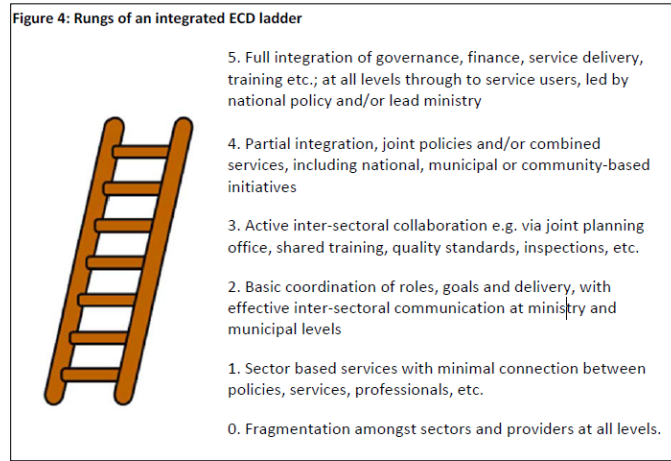 Figure 4: Rungs of an integrated ECD ladder
5. Full integration of governance, finance, service delivery,
training etc.; at all levels through to service users, led by
national policy and/or lead ministry
4. Partial integration, joint policies and/or combined
services, including national, municipal or community-based
initiatives
3. Active inter-sectoral collaboration e.g. via joint planning
office, shared training, quality standards, inspections, etc.
2. Basic coordination of roles, goals and delivery, with
effective inter-sectoral communication at ministry and
municipal levels
1. Sector based services with minimal connection between
policies, services, professionals, etc.
0. Fragmentation amongst sectors and providers at all levels.